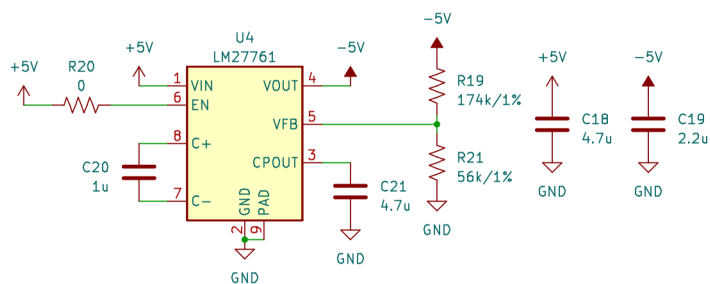 U4
LM27761
+5V
R20
0
+5V
-5V
-5V
1
VIN
6
EN
8
C+
7
C-
VOUT
4
VFB
5
CPOUT
3
GND
PAD
2
9
GND
C20
1u
C21
4.7u
GND
R19
174k/1%
R21
56k/1%
GND
+5V
C18
4.7u
GND
-5V
C19
2.2u
GND